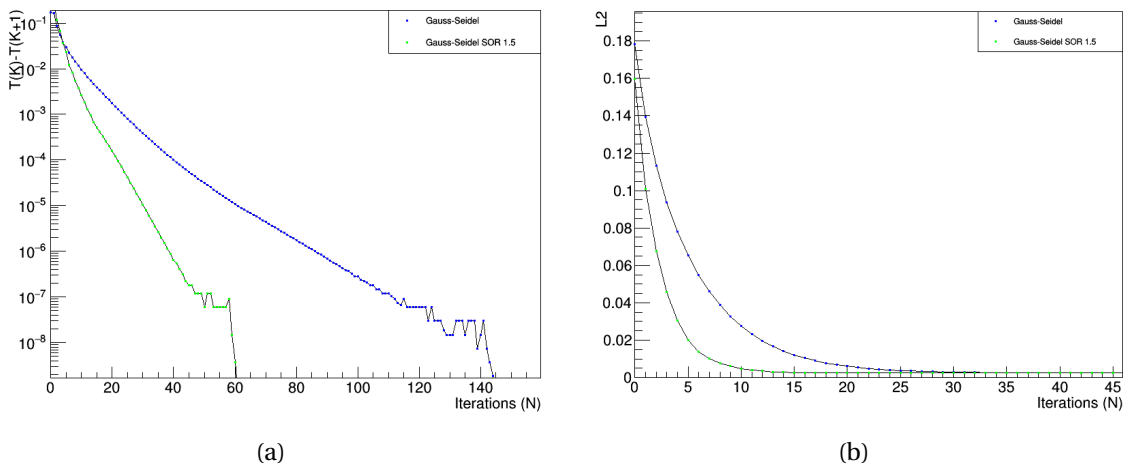 T(K)-T(K+1)
10⁻¹
10⁻²
10⁻³
10⁻⁴
10⁻⁵
10⁻⁶
10⁻⁷
10⁻⁸
Gauss-Seidel
Gauss-Seidel SOR 1.5
0 20 40 60 80 100 120 140
Iterations (N)
(a)
L2
0.18
0.16
0.14
0.12
0.1
0.08
0.06
0.04
0.02
0
Gauss-Seidel
Gauss-Seidel SOR 1.5
0 5 10 15 20 25 30 35 40 45
Iterations (N)
(b)